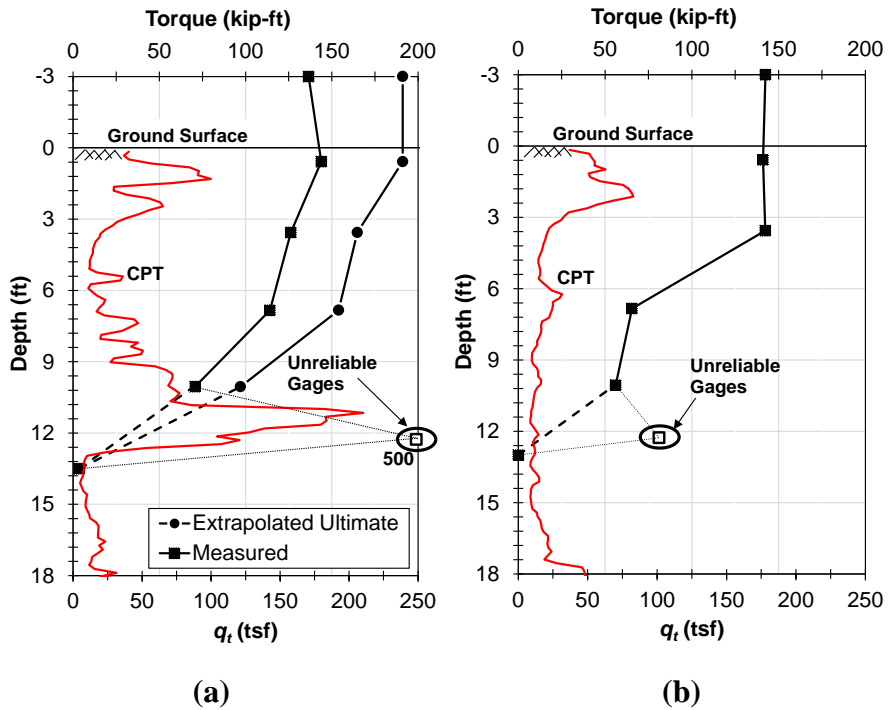 Torque (kip-ft)
0 50 100 150 200
-3
0
3
6
9
12
15
18
Depth (ft)
Ground Surface
CPT
Unreliable
Gages
500
Extrapolated Ultimate
Measured
0 50 100 150 200 250
qt (tsf)
(a)
Torque (kip-ft)
0 50 100 150 200
-3
0
3
6
9
12
15
18
Depth (ft)
Ground Surface
CPT
Unreliable
Gages
0 50 100 150 200 250
qt (tsf)
(b)